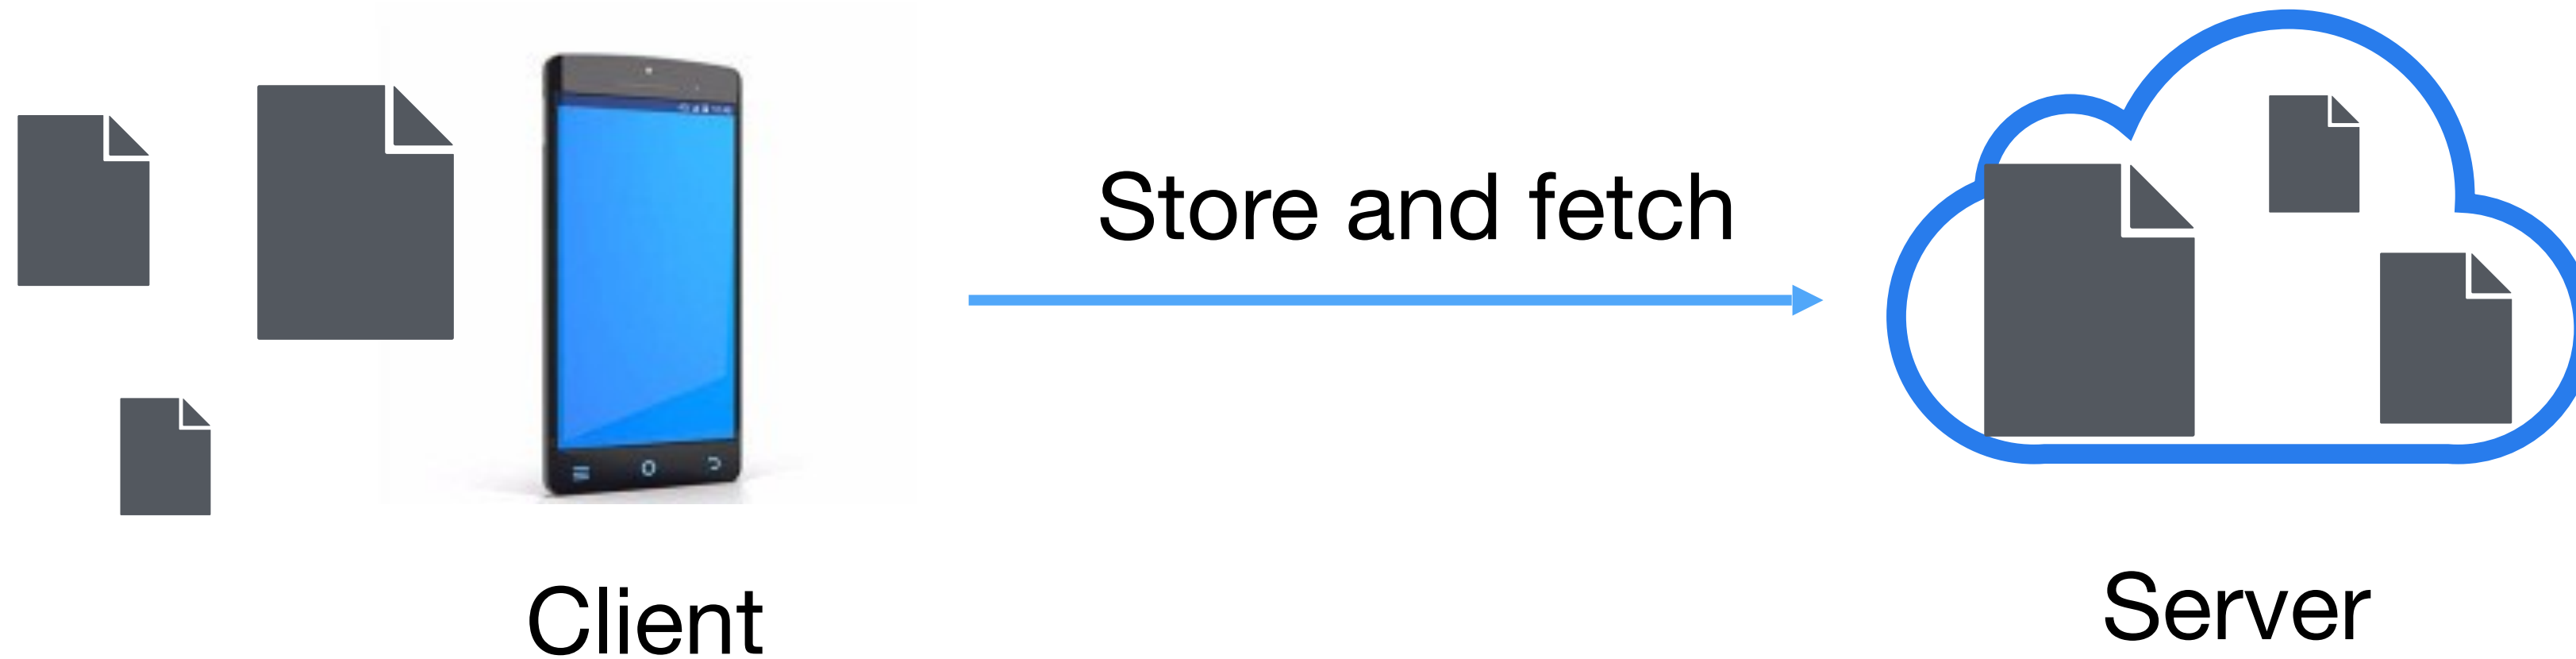 Store and fetch
Client
Server